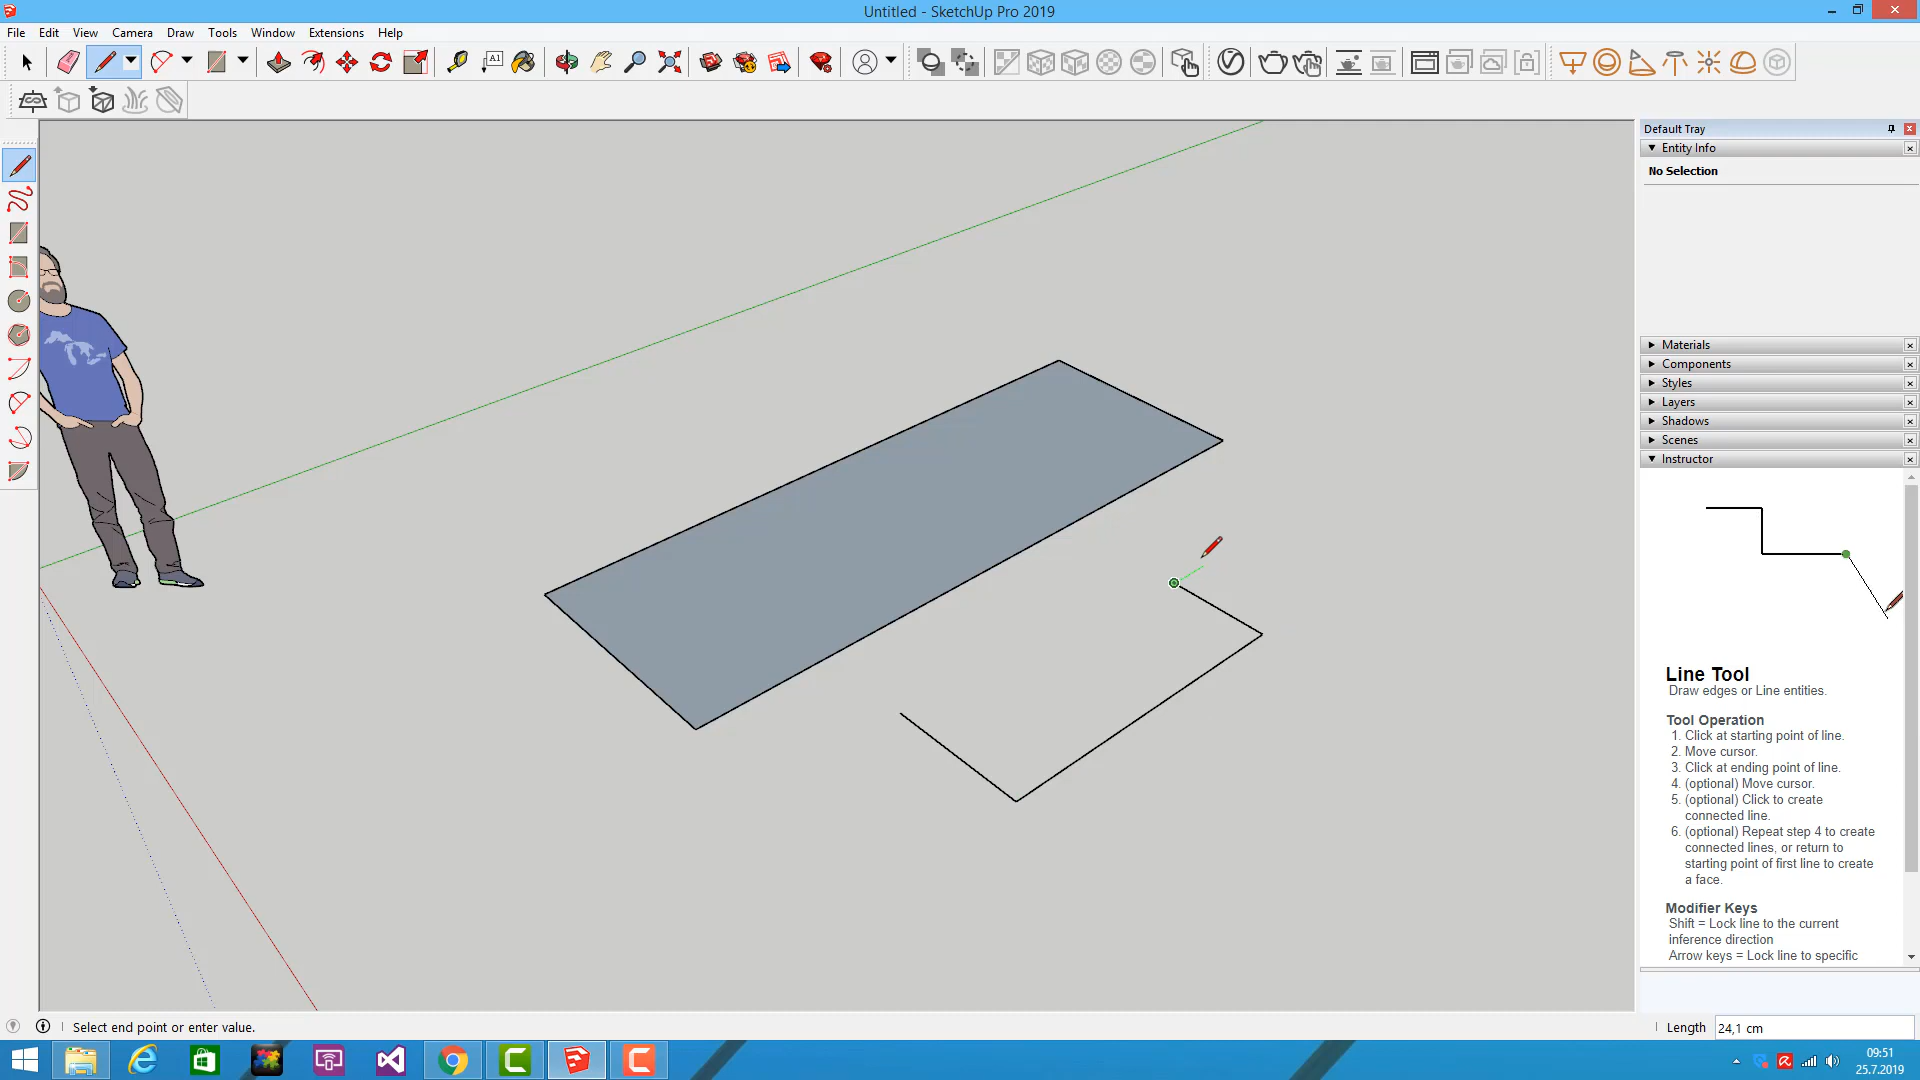 Untitled - SketchUp Pro 2019
File Edit View Camera Draw Tools Window Extensions Help
A1
Default Tray
Entity Info
No Selection
Materials
Components
Styles
Layers
Shadows
Scenes
Instructor
Line Tool
Draw edges or Line entities.
Tool Operation
1. Click at starting point of line.
2. Move cursor.
3. Click at ending point of line.
4. (optional) Move cursor.
5. (optional) Click to create
connected line.
6. (optional) Repeat step 4 to create
connected lines, or return to
starting point of first line to create
a face.
Modifier Keys
Shift = Lock line to the current
inference direction
Arrow keys = Lock line to specific
Select end point or enter value.
Length 24,1 cm
09:51
25.7.2019